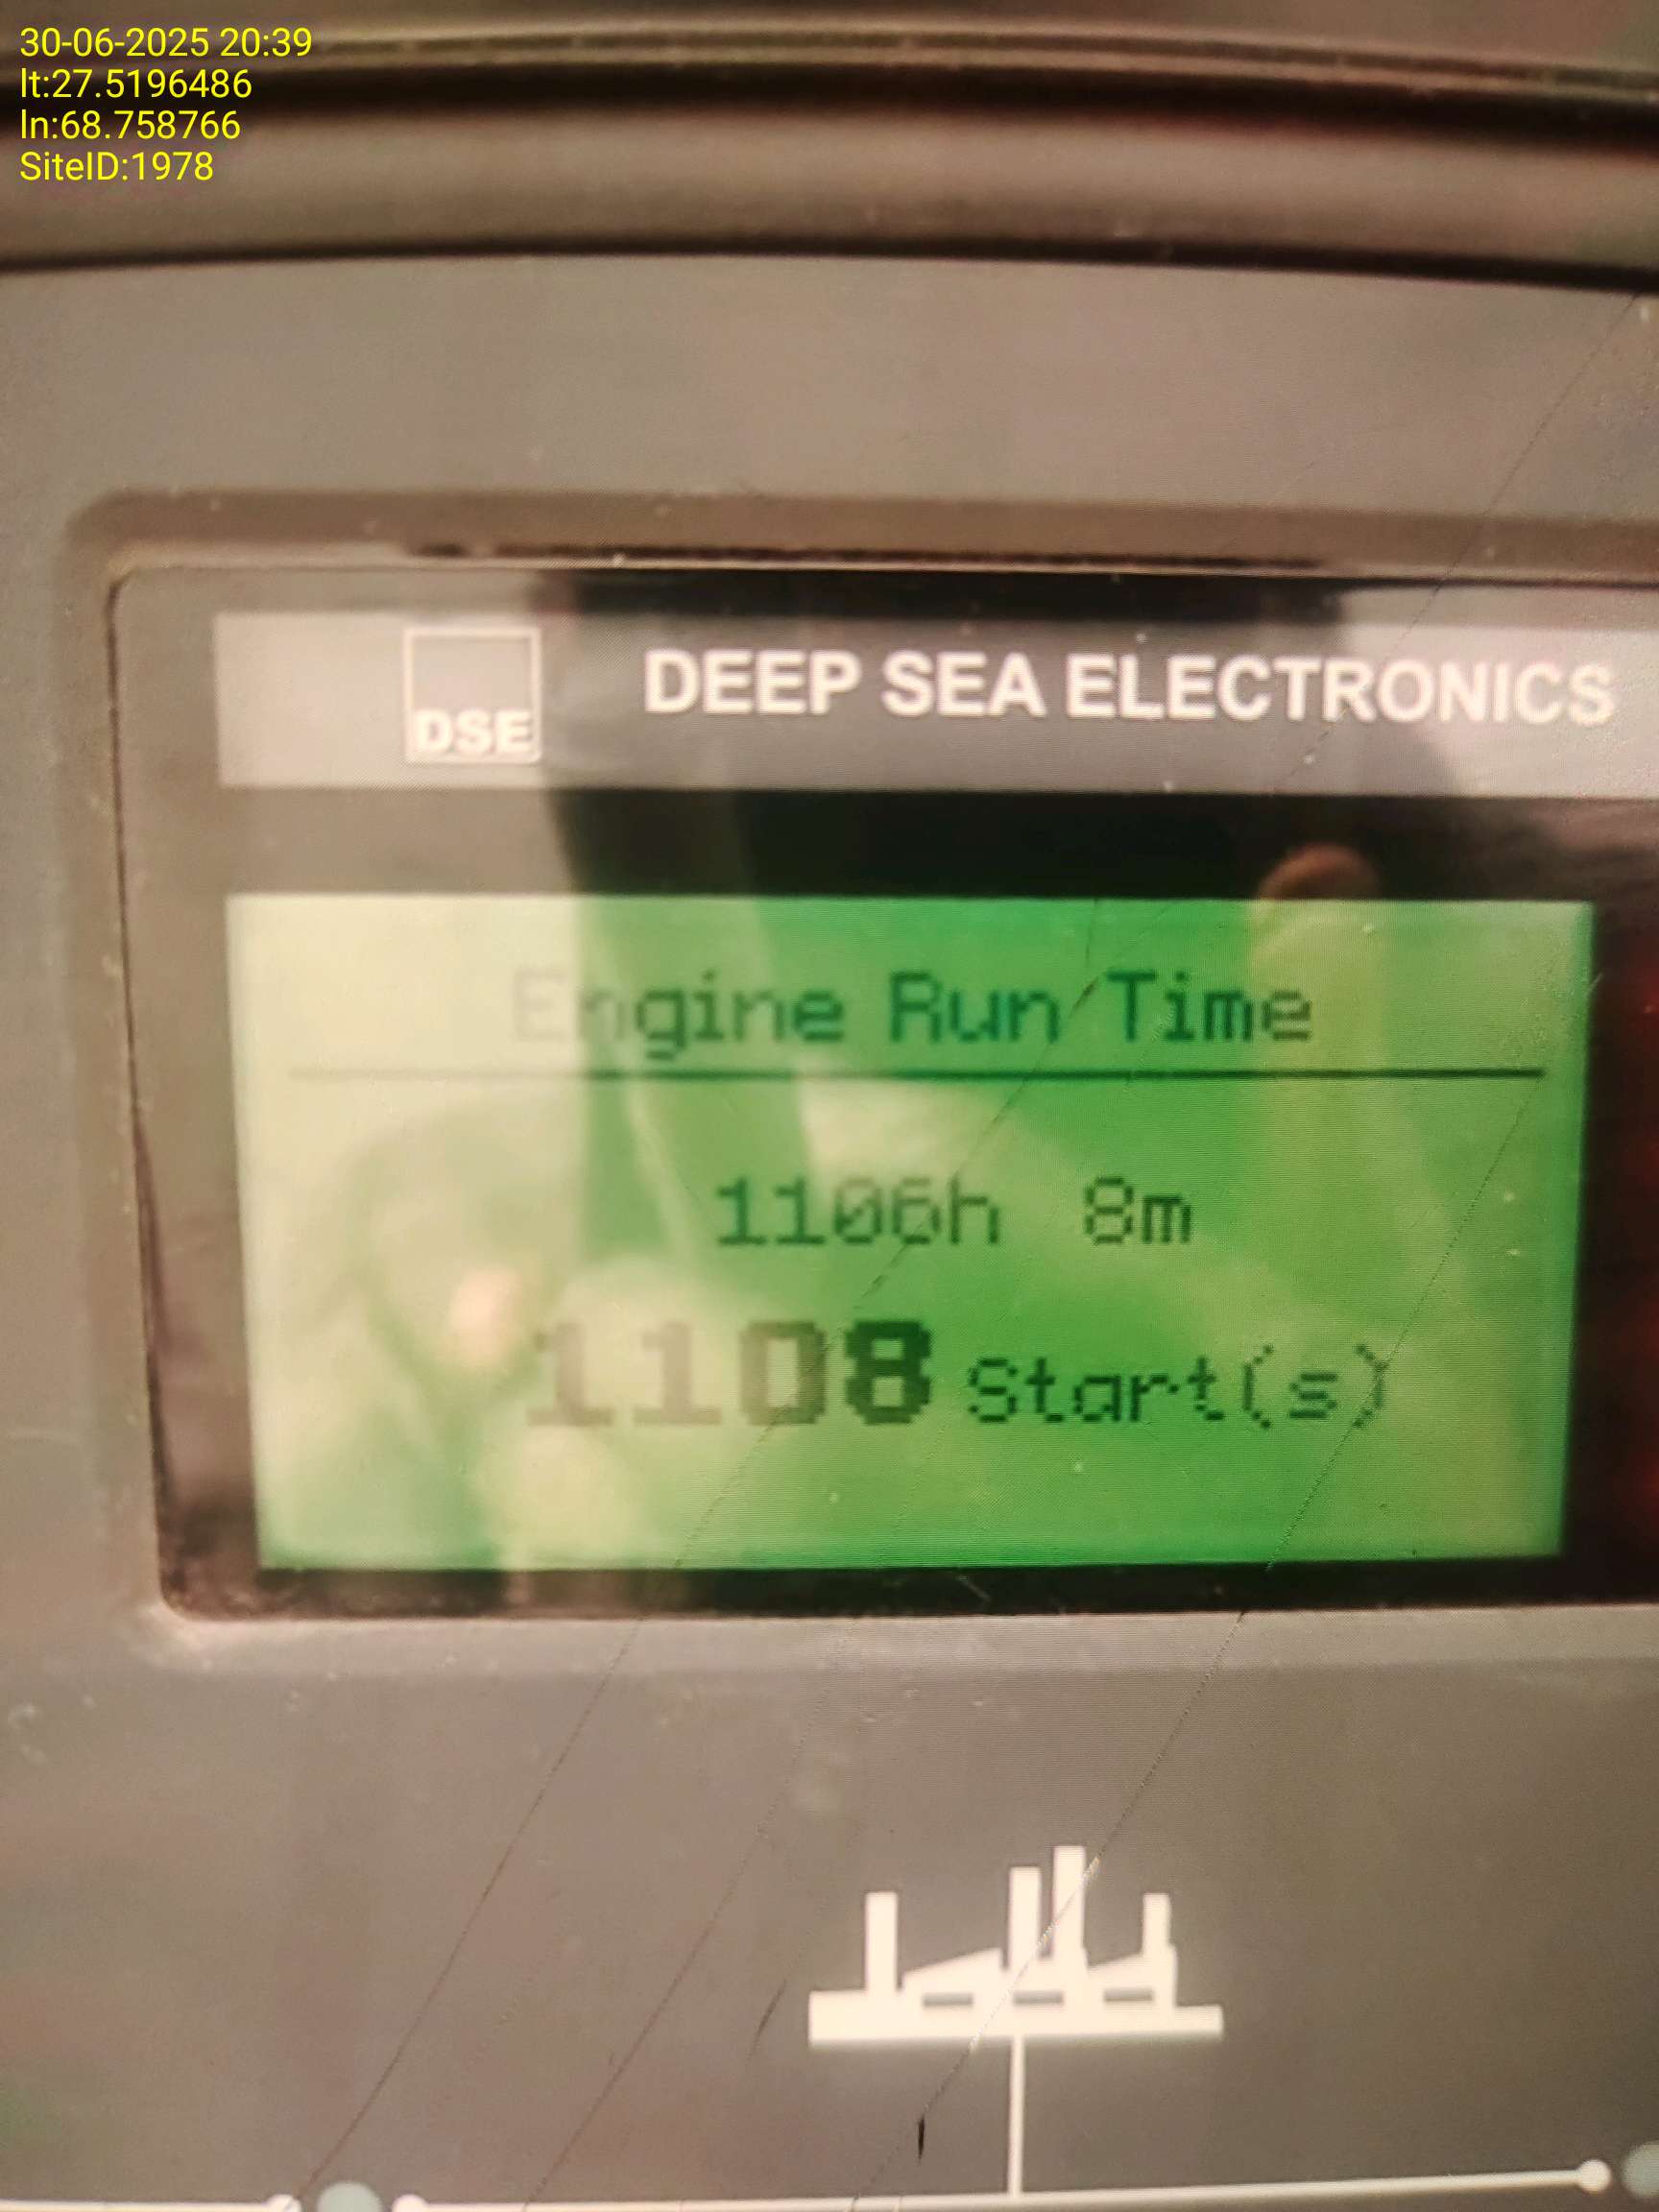 30-06-2025 20:39
lt:27.5196486
ln:68.758766
SiteID:1978
DSE DEEP SEA ELECTRONICS
Engine Run Time
1106h 8m
1108 Start(s)